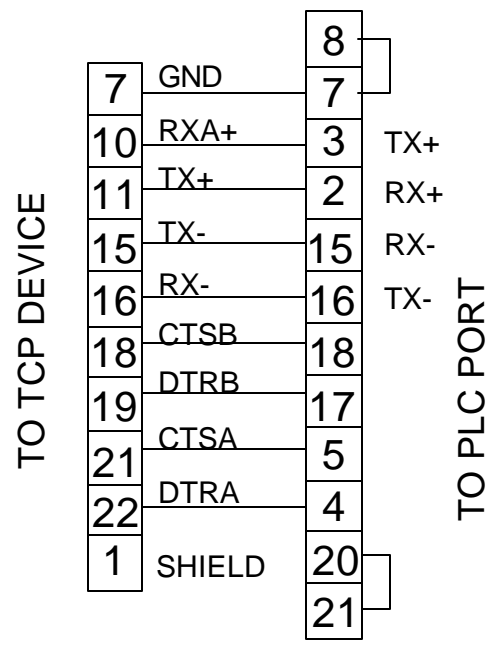 8
7 GND 7
10 RXA+ 3 TX+
11 TX+ 2 RX+
15 TX- 15 RX-
16 RX- 16 TX-
18 CTSB 18
19 DTRB 17
21 CTSA 5
22 DTRA 4
1 SHIELD 20
21
TO TCP DEVICE
TO PLC PORT